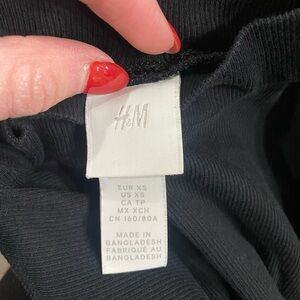 H&M
EUR XS
US XS
CA TP
MX XCH
CN 160/80A
MADE IN
BANGLADESH
FABRIQUÉ AU
BANGLADESH